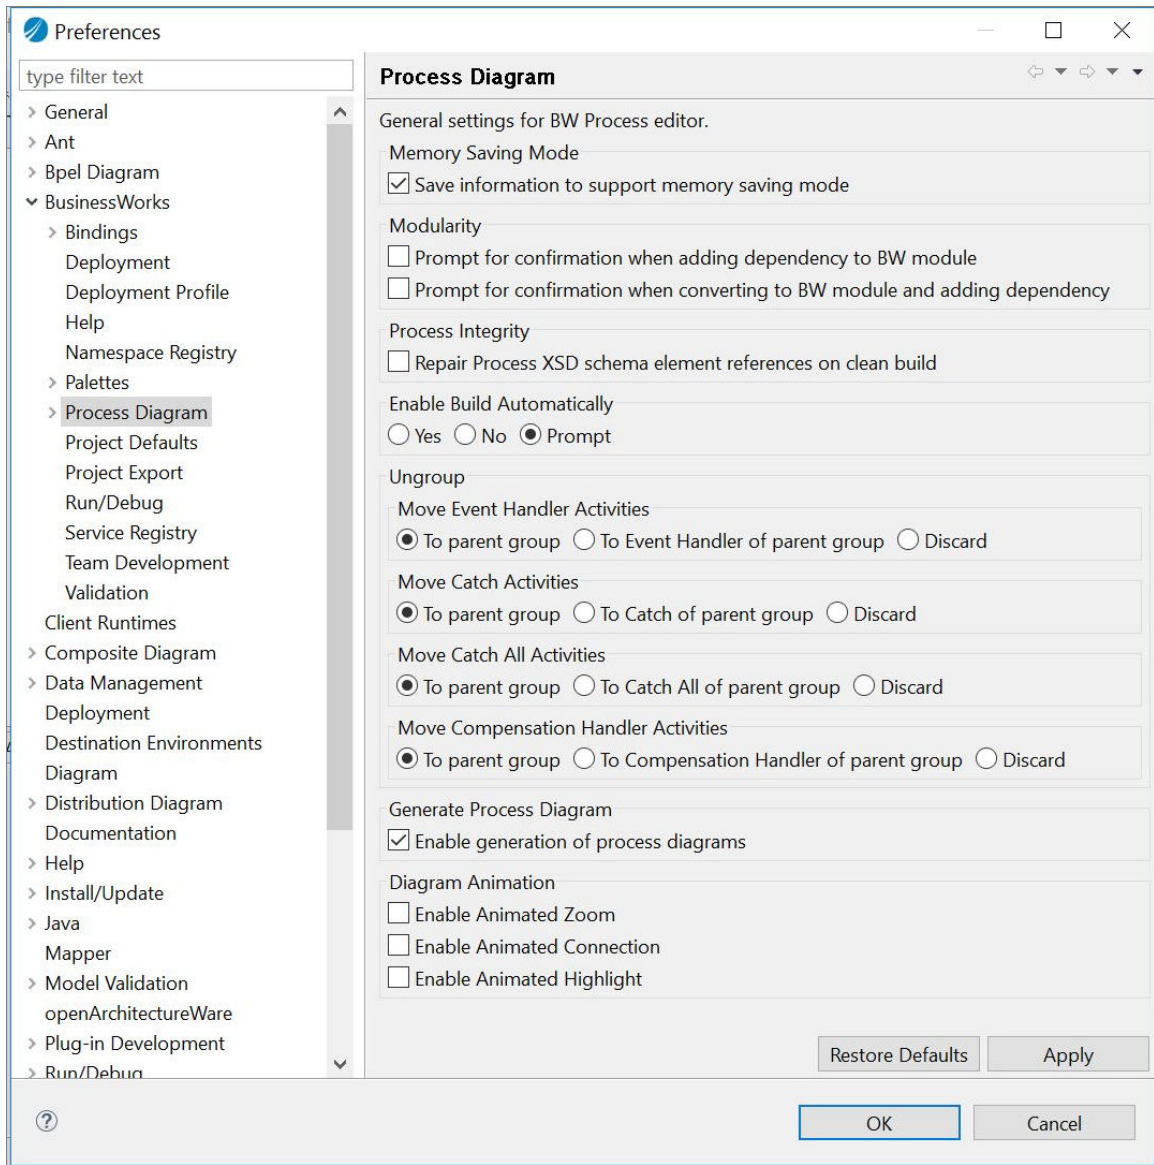 Preferences
type filter text
General
Ant
Bpel Diagram
BusinessWorks
Bindings
Deployment
Deployment Profile
Help
Namespace Registry
Palettes
Process Diagram
Project Defaults
Project Export
Run/Debug
Service Registry
Team Development
Validation
Client Runtimes
Composite Diagram
Data Management
Deployment
Destination Environments
Diagram
Distribution Diagram
Documentation
Help
Install/Update
Java
Mapper
Model Validation
openArchitectureWare
Plug-in Development
Run/Debug
Process Diagram
General settings for BW Process editor.
Memory Saving Mode
Save information to support memory saving mode
Modularity
Prompt for confirmation when adding dependency to BW module
Prompt for confirmation when converting to BW module and adding dependency
Process Integrity
Repair Process XSD schema element references on clean build
Enable Build Automatically
Yes No Prompt
Ungroup
Move Event Handler Activities
To parent group To Event Handler of parent group Discard
Move Catch Activities
To parent group To Catch of parent group Discard
Move Catch All Activities
To parent group To Catch All of parent group Discard
Move Compensation Handler Activities
To parent group To Compensation Handler of parent group Discard
Generate Process Diagram
Enable generation of process diagrams
Diagram Animation
Enable Animated Zoom
Enable Animated Connection
Enable Animated Highlight
Restore Defaults Apply
? OK Cancel